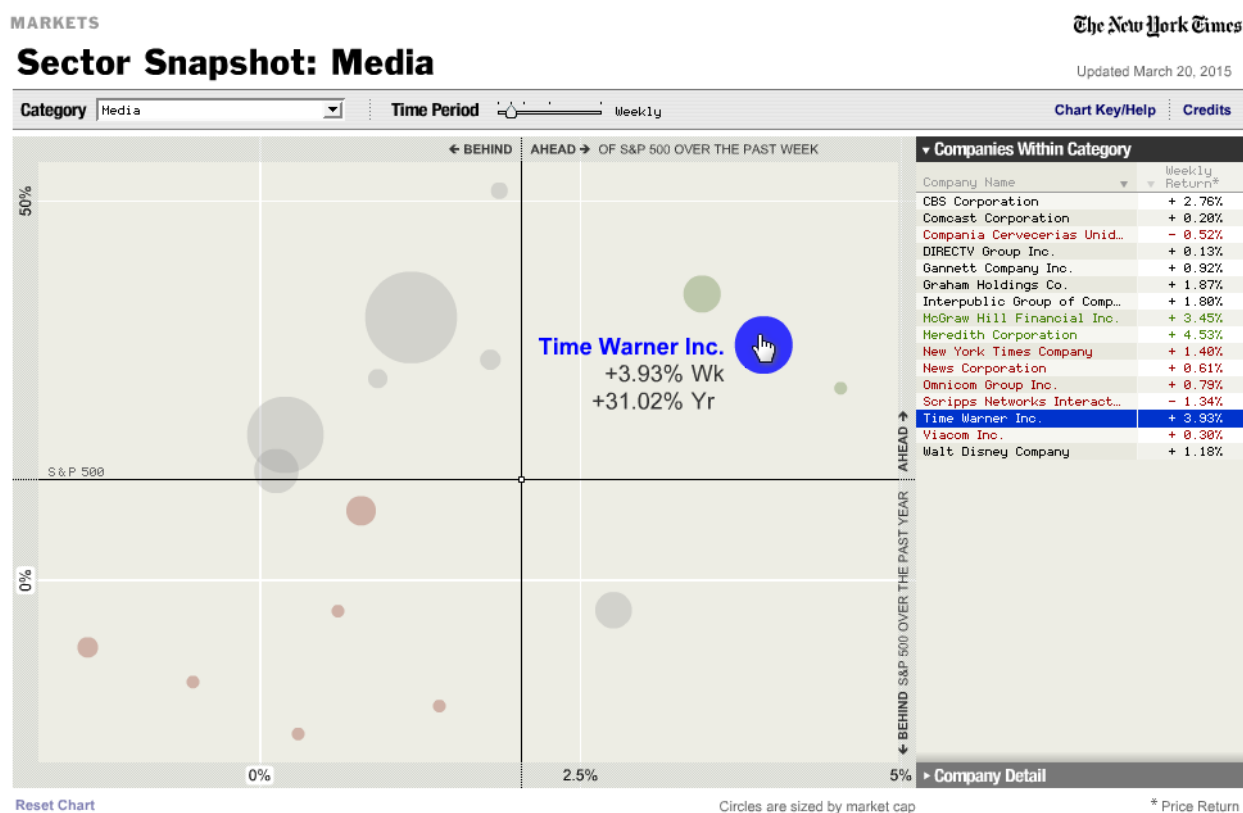 MARKETS
The New York Times
Sector Snapshot: Media
Updated March 20, 2015
Category Media Time Period Weekly Chart Key/Help Credits
← BEHIND AHEAD → OF S&P 500 OVER THE PAST WEEK
50%
Time Warner Inc.
+3.93% Wk
+31.02% Yr
AHEAD →
S&P 500
0%
← BEHIND S&P 500 OVER THE PAST YEAR
0% 2.5% 5%
▾ Companies Within Category
Company Name ▼ ▼ Weekly Return*
CBS Corporation + 2.76%
Comcast Corporation + 0.20%
Compania Cervecerias Unid… - 0.52%
DIRECTV Group Inc. + 0.13%
Gannett Company Inc. + 0.92%
Graham Holdings Co. + 1.87%
Interpublic Group of Comp… + 1.80%
McGraw Hill Financial Inc. + 3.45%
Meredith Corporation + 4.53%
New York Times Company + 1.40%
News Corporation + 0.61%
Omnicom Group Inc. + 0.79%
Scripps Networks Interact… - 1.34%
Time Warner Inc. + 3.93%
Viacom Inc. + 0.30%
Walt Disney Company + 1.18%
▸ Company Detail
Reset Chart
Circles are sized by market cap
* Price Return